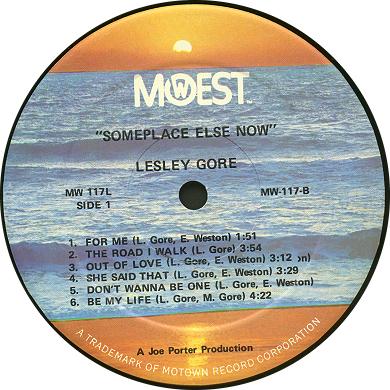 MOWEST TM
"SOMEPLACE ELSE NOW"
LESLEY GORE
MW 117L
SIDE 1
MW-117-B
1. FOR ME (L. Gore, E. Weston) 1:51
2. THE ROAD I WALK (L. Gore) 3:54
3. OUT OF LOVE (L. Gore, E. Weston) 3:12 on)
4. SHE SAID THAT (L. Gore, E. Weston) 3:29
5. DON'T WANNA BE ONE (L. Gore, E. Weston)
6. BE MY LIFE (L. Gore, M. Gore) 4:22
A Joe Porter Production
A TRADEMARK OF MOTOWN RECORD CORPORATION